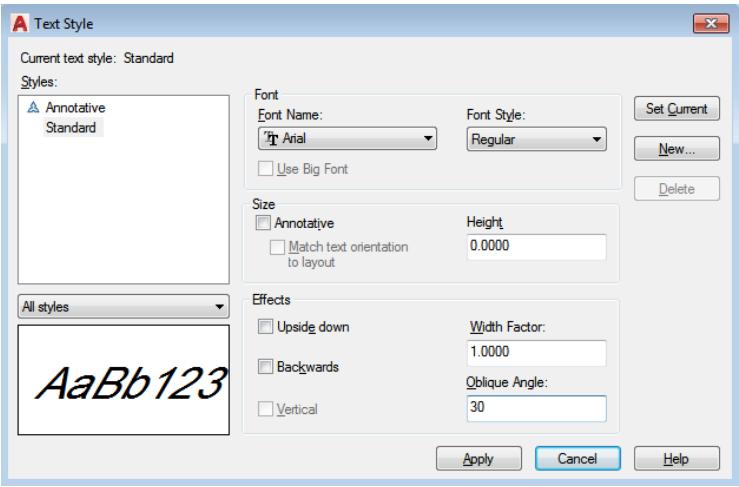 Text Style
Current text style: Standard
Styles:
Annotative
Standard
All styles
AaBb123
Font
Font Name:
Arial
Use Big Font
Font Style:
Regular
Size
Annotative
Match text orientation
to layout
Height
0.0000
Effects
Upside down
Backwards
Vertical
Width Factor:
1.0000
Oblique Angle:
30
Set Current
New...
Delete
Apply
Cancel
Help